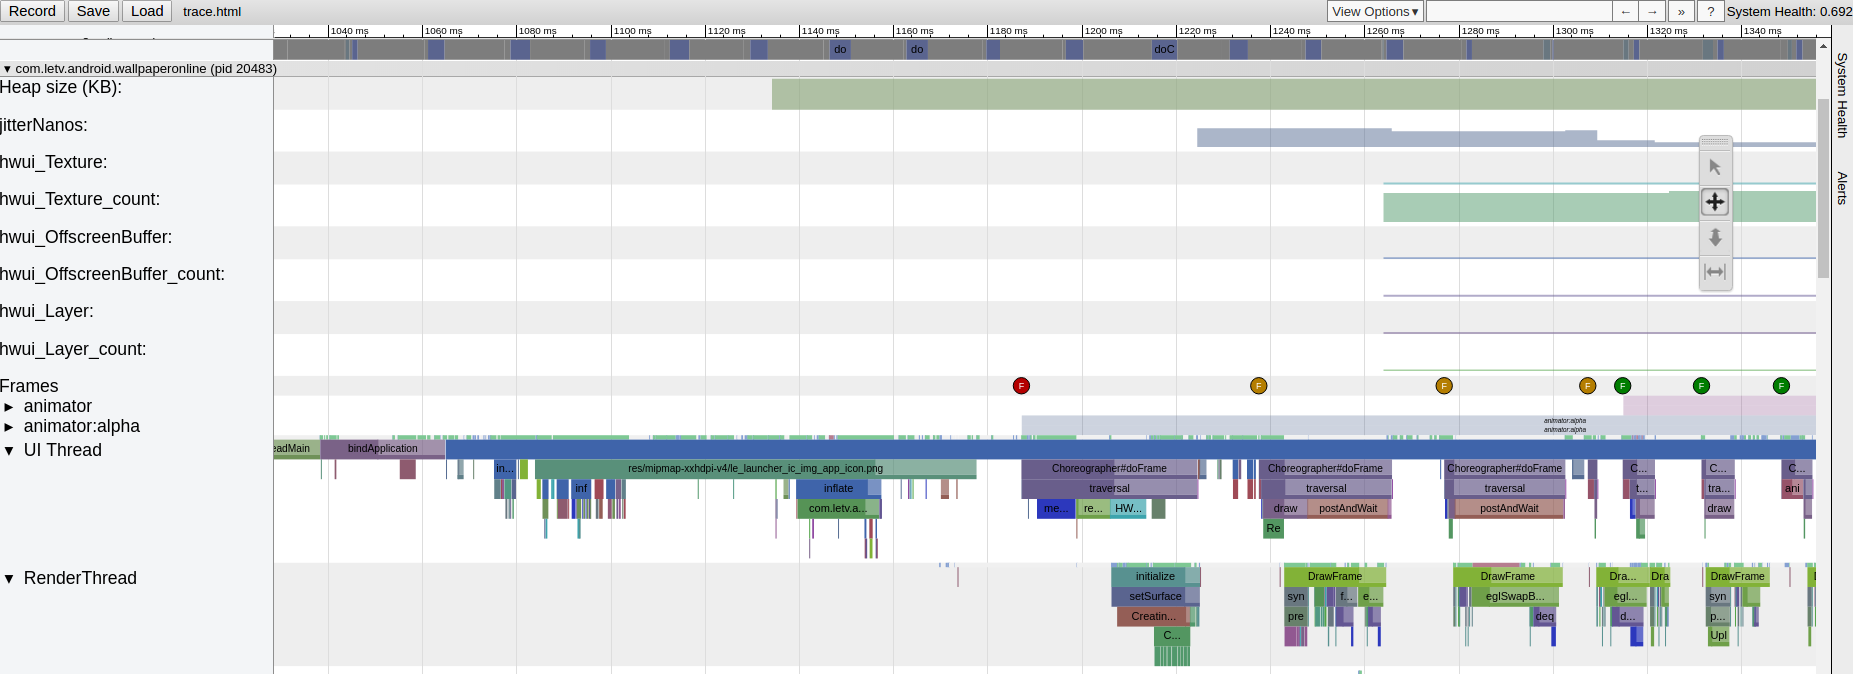 Record Save Load trace.html View Options▾ ← → » ? System Health: 0.692
1040 ms 1060 ms 1080 ms 1100 ms 1120 ms 1140 ms 1160 ms 1180 ms 1200 ms 1220 ms 1240 ms 1260 ms 1280 ms 1300 ms 1320 ms 1340 ms
do do doC
▾ com.letv.android.wallpaperonline (pid 20483)
Heap size (KB):
jitterNanos:
hwui_Texture:
hwui_Texture_count:
hwui_OffscreenBuffer:
hwui_OffscreenBuffer_count:
hwui_Layer:
hwui_Layer_count:
Frames F F F F F F F
▸ animator
▸ animator:alpha
animator:alpha
animator:alpha
▾ UI Thread
eadMain bindApplication
in... res/mipmap-xxhdpi-v4/le_launcher_ic_img_app_icon.png Choreographer#doFrame Choreographer#doFrame Choreographer#doFrame C... C... C...
inf inflate traversal traversal traversal t... tra... ani
com.letv.a... me... re... HW... draw postAndWait postAndWait draw
Re
▾ RenderThread
initialize DrawFrame DrawFrame Dra... Dra DrawFrame
setSurface syn f... e... eglSwapB... egl... syn
Creatin... pre deq d... p...
C... Upl
System Health
Alerts